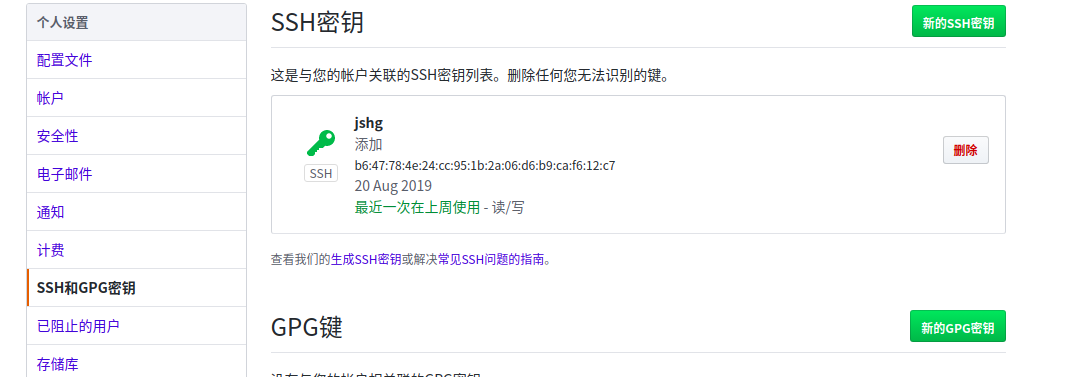 个人设置
配置文件
帐户
安全性
电子邮件
通知
计费
SSH和GPG密钥
已阻止的用户
存储库
SSH密钥
新的SSH密钥
这是与您的帐户关联的SSH密钥列表。删除任何您无法识别的键。
jshg
添加
b6:47:78:4e:24:cc:95:1b:2a:06:d6:b9:ca:f6:12:c7
SSH
20 Aug 2019
最近一次在上周使用 - 读/写
删除
查看我们的生成SSH密钥或解决常见SSH问题的指南。
GPG键
新的GPG密钥